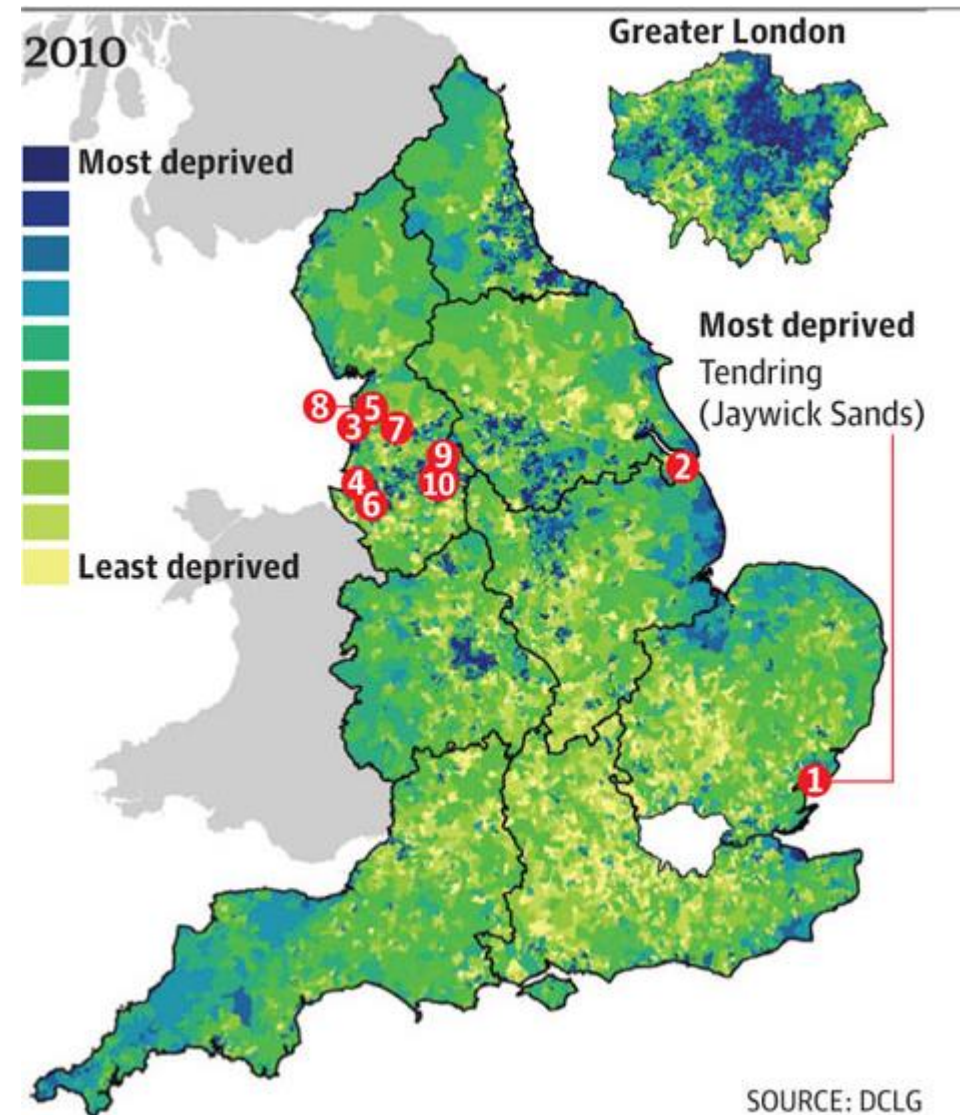 2010
Greater London
Most deprived
Least deprived
Most deprived
Tendring
(Jaywick Sands)
8
5
3
7
9
4
10
6
2
1
SOURCE: DCLG